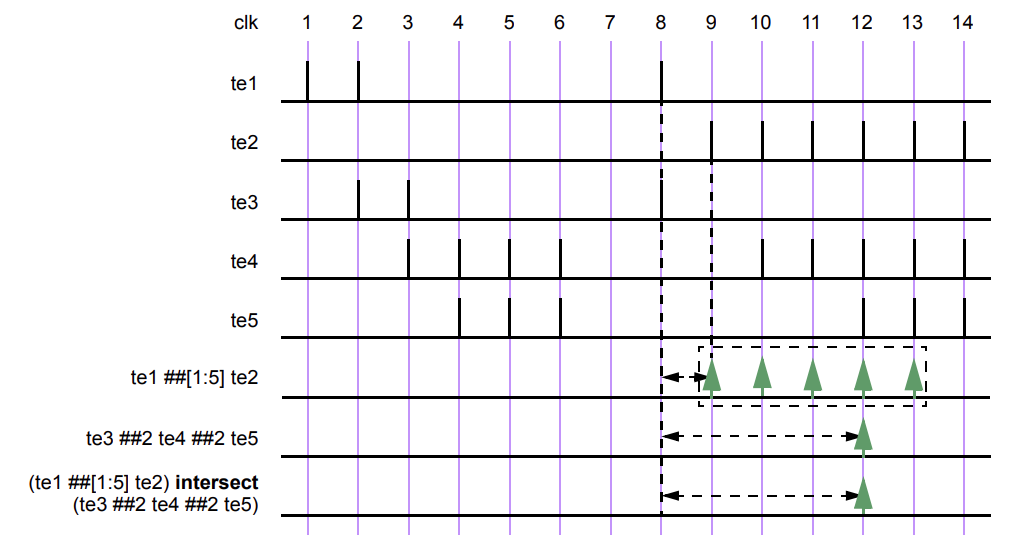 clk 1 2 3 4 5 6 7 8 9 10 11 12 13 14
te1
te2
te3
te4
te5
te1 ##[1:5] te2
te3 ##2 te4 ##2 te5
(te1 ##[1:5] te2) intersect
(te3 ##2 te4 ##2 te5)